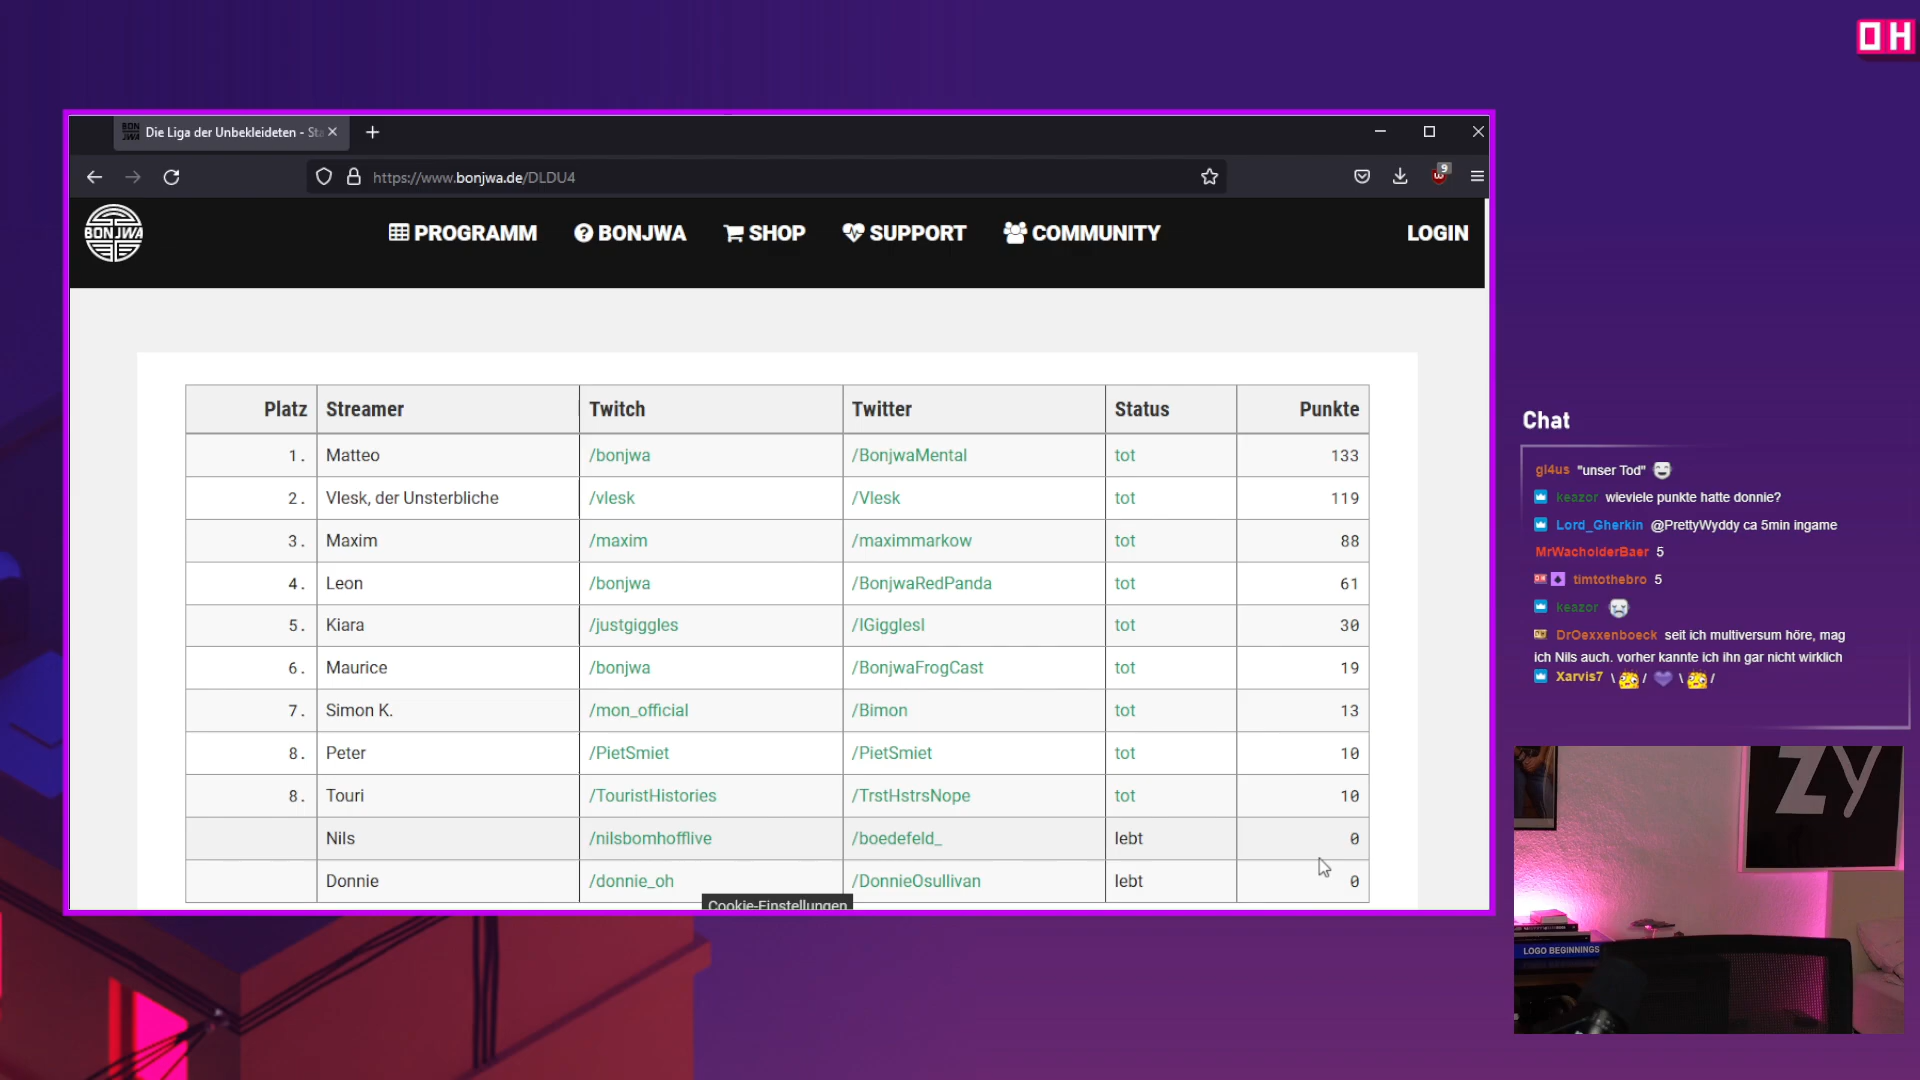 OH
BON JWA Die Liga der Unbekleideten - Sta
https://www.bonjwa.de/DLDU4
9
BONJWA PROGRAMM BONJWA SHOP SUPPORT COMMUNITY LOGIN
Platz Streamer Twitch Twitter Status Punkte
1. Matteo /bonjwa /BonjwaMental tot 133
2. Vlesk, der Unsterbliche /vlesk /Vlesk tot 119
3. Maxim /maxim /maximmarkow tot 88
4. Leon /bonjwa /BonjwaRedPanda tot 61
5. Kiara /justgiggles /IGigglesI tot 30
6. Maurice /bonjwa /BonjwaFrogCast tot 19
7. Simon K. /mon_official /Bimon tot 13
8. Peter /PietSmiet /PietSmiet tot 10
8. Touri /TouristHistories /TrstHstrsNope tot 10
Nils /nilsbomhofflive /boedefeld_ lebt 0
Donnie /donnie_oh /DonnieOsullivan lebt 0
Cookie-Einstellungen
Chat
gl4us "unser Tod"
keazor wieviele punkte hatte donnie?
Lord_Gherkin @PrettyWyddy ca 5min ingame
MrWacholderBaer 5
timtothebro 5
keazor
DrOexxenboeck seit ich multiversum höre, mag
ich Nils auch. vorher kannte ich ihn gar nicht wirklich
Xarvis7 \ / \ /
ZY
LOGO BEGINNINGS